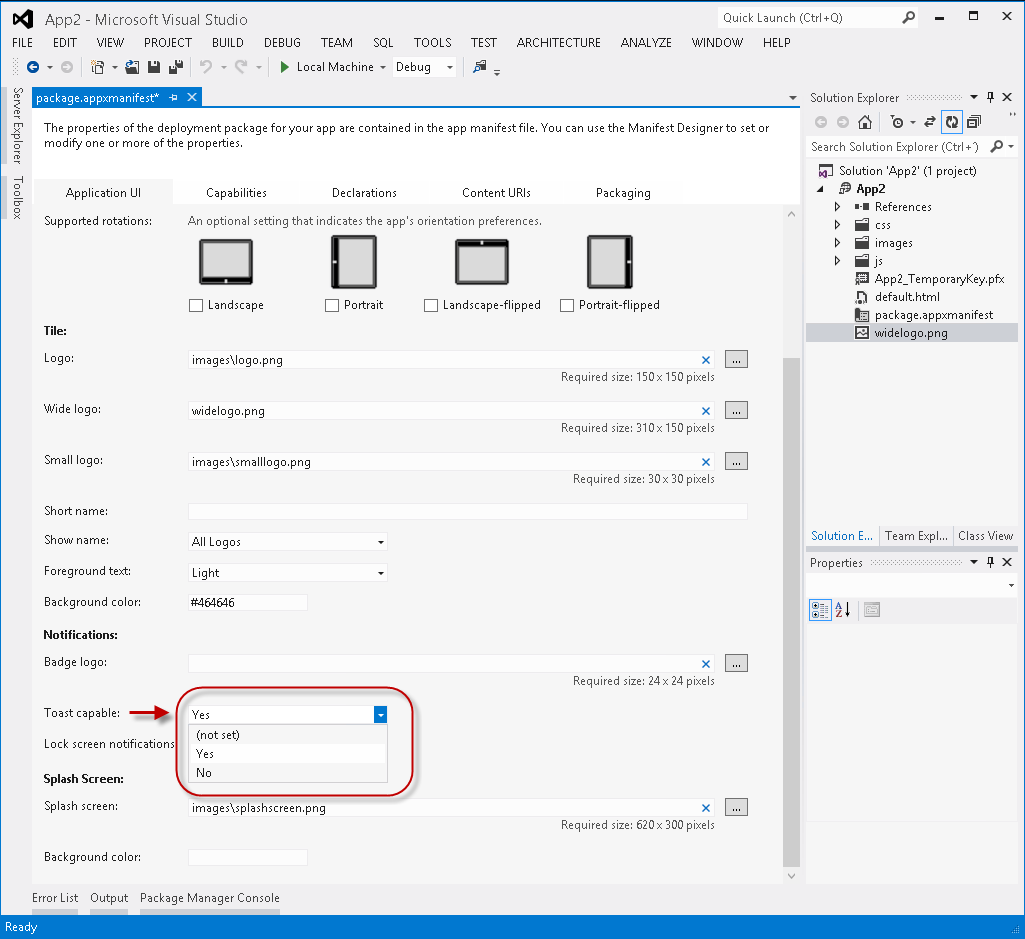 App2 - Microsoft Visual Studio
Quick Launch (Ctrl+Q)
FILE EDIT VIEW PROJECT BUILD DEBUG TEAM SQL TOOLS TEST ARCHITECTURE ANALYZE WINDOW HELP
Local Machine Debug
Server Explorer
Toolbox
package.appxmanifest*
The properties of the deployment package for your app are contained in the app manifest file. You can use the Manifest Designer to set or
modify one or more of the properties.
Application UI Capabilities Declarations Content URIs Packaging
Supported rotations: An optional setting that indicates the app's orientation preferences.
Landscape Portrait Landscape-flipped Portrait-flipped
Tile:
Logo: images\logo.png ...
Required size: 150 x 150 pixels
Wide logo: widelogo.png ...
Required size: 310 x 150 pixels
Small logo: images\smalllogo.png ...
Required size: 30 x 30 pixels
Short name:
Show name: All Logos
Foreground text: Light
Background color: #464646
Notifications:
Badge logo: ...
Required size: 24 x 24 pixels
Toast capable: Yes
(not set)
Lock screen notifications
Yes
No
Splash Screen:
Splash screen: images\splashscreen.png ...
Required size: 620 x 300 pixels
Background color:
Solution Explorer
Search Solution Explorer (Ctrl+')
Solution 'App2' (1 project)
App2
References
css
images
js
App2_TemporaryKey.pfx
default.html
package.appxmanifest
widelogo.png
Solution E... Team Expl... Class View
Properties
Error List Output Package Manager Console
Ready